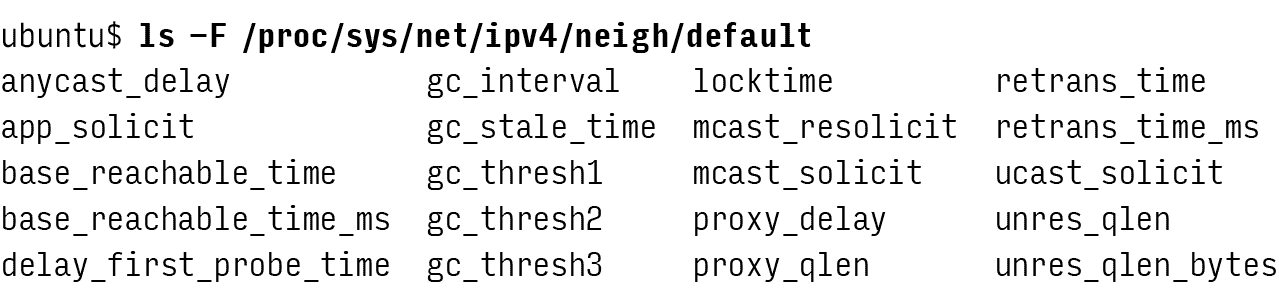 ubuntu$ ls -F /proc/sys/net/ipv4/neigh/default
anycast_delay gc_interval locktime retrans_time
app_solicit gc_stale_time mcast_resolicit retrans_time_ms
base_reachable_time gc_thresh1 mcast_solicit ucast_solicit
base_reachable_time_ms gc_thresh2 proxy_delay unres_qlen
delay_first_probe_time gc_thresh3 proxy_qlen unres_qlen_bytes